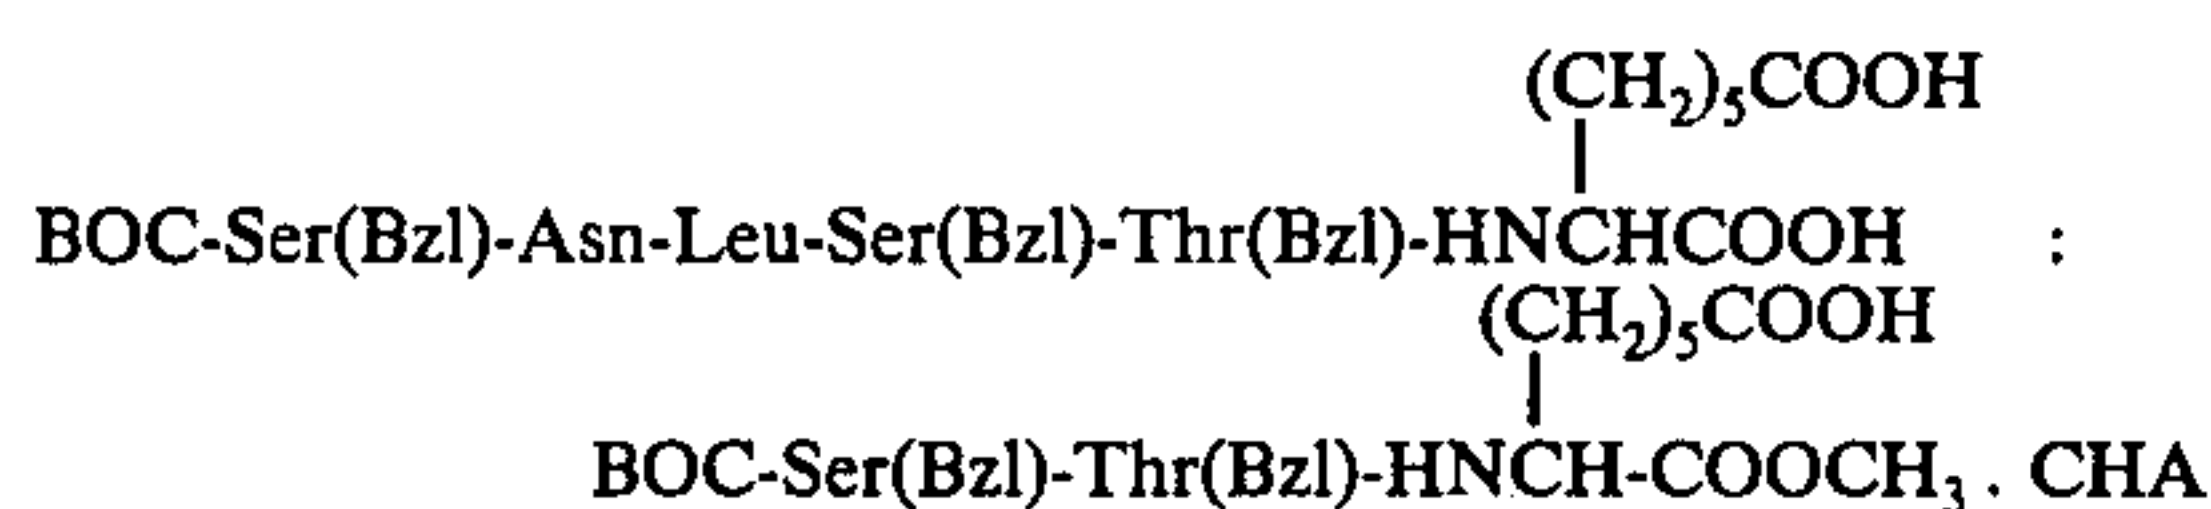 (CH₂)₅COOH
BOC-Ser(Bzl)-Asn-Leu-Ser(Bzl)-Thr(Bzl)-HNCHCOOH :
(CH₂)₅COOH
BOC-Ser(Bzl)-Thr(Bzl)-HNCH-COOCH₃ . CHA